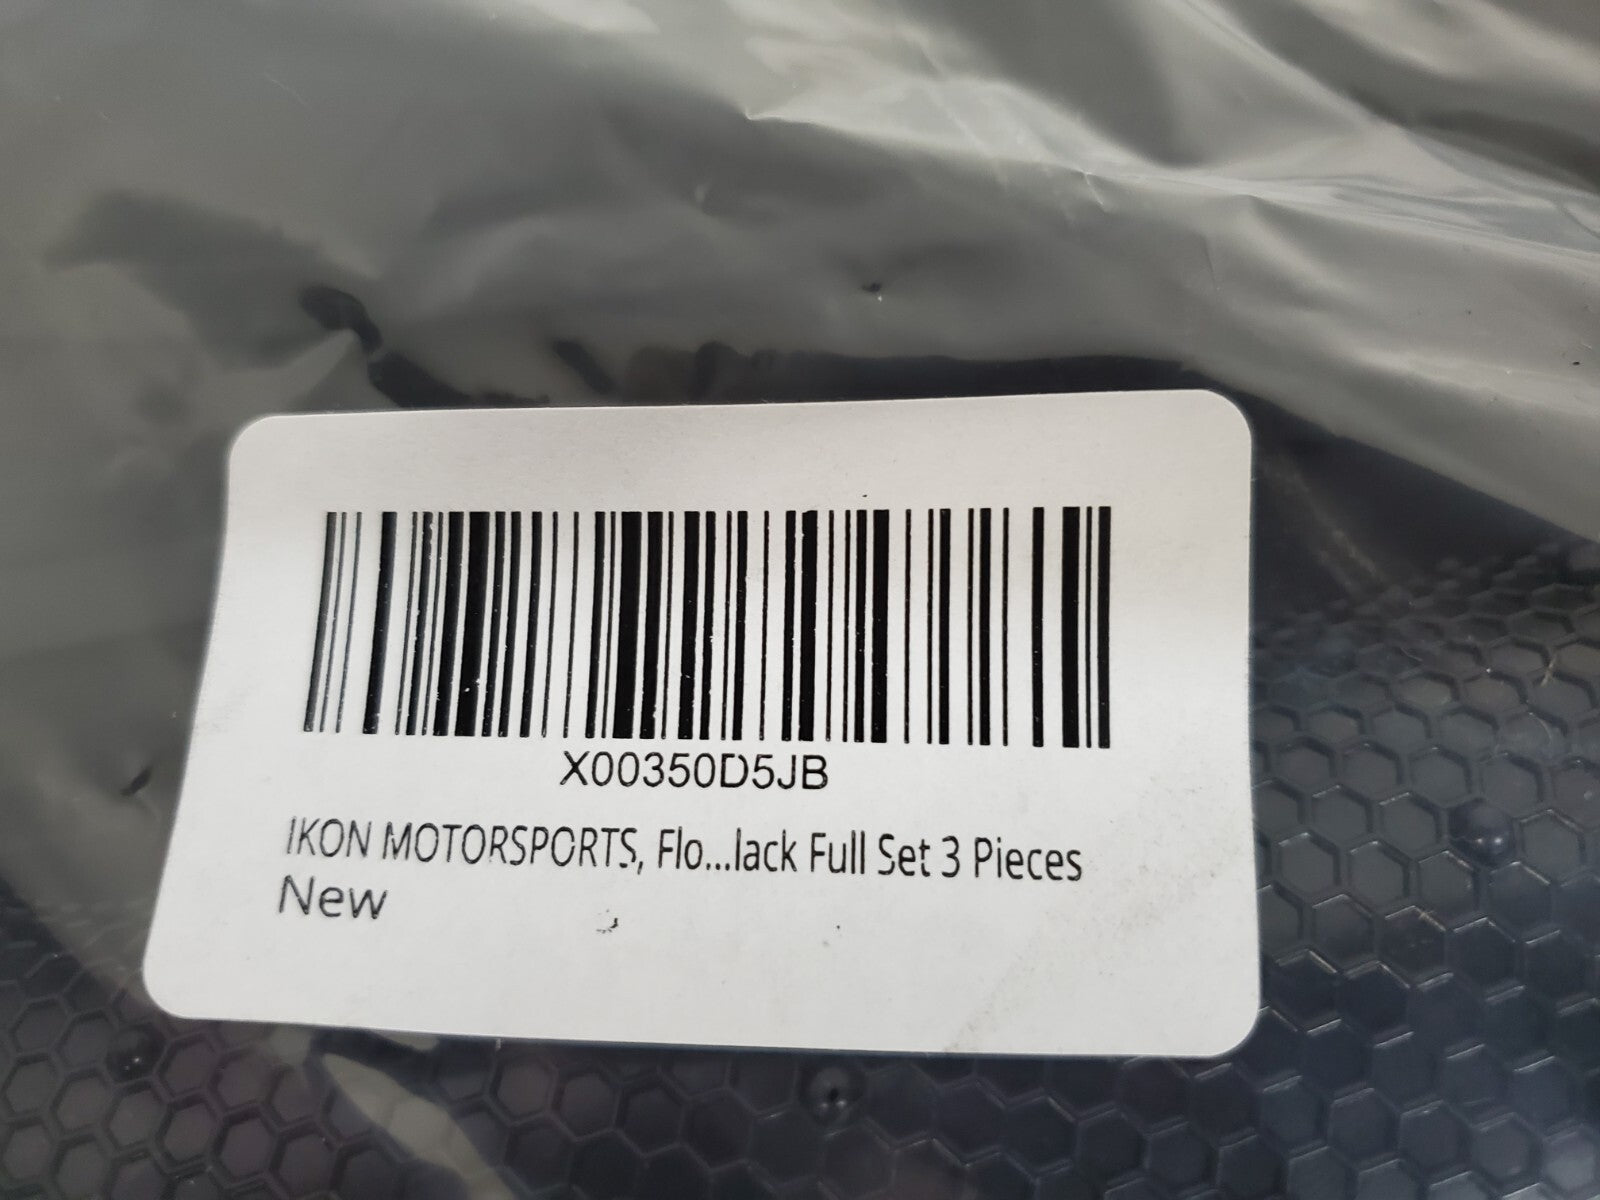 X00350D5JB
IKON MOTORSPORTS, Flo...lack Full Set 3 Pieces
New